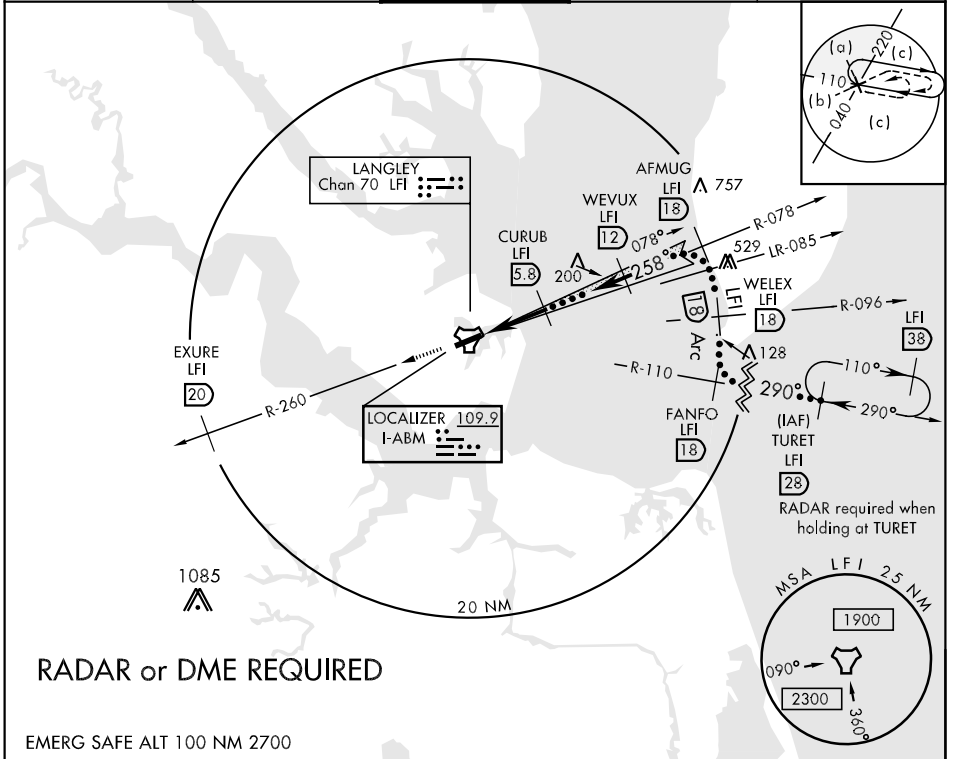 (a)
220
(c)
110
(b)
040
(c)
LANGLEY
Chan 70 LFI
AFMUG
LFI
18
757
WEVUX
LFI
12
078°
R-078
CURUB
LFI
5.8
200
258°
529
LR-085
LFI
18
Arc
WELEX
LFI
18
R-096
LFI
38
EXURE
LFI
20
128
R-110
290°
110°
290°
R-260
LOCALIZER 109.9
I-ABM
FANFO
LFI
18
(IAF)
TURET
LFI
28
RADAR required when
holding at TURET
1085
20 NM
MSA LFI 25 NM
1900
090°
2300
360°
RADAR or DME REQUIRED
EMERG SAFE ALT 100 NM 2700